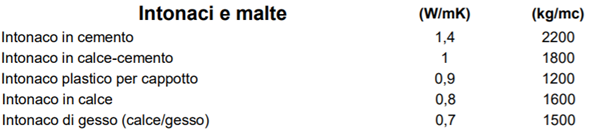 Intonaci e malte (W/mK) (kg/mc)
Intonaco in cemento 1,4 2200
Intonaco in calce-cemento 1 1800
Intonaco plastico per cappotto 0,9 1200
Intonaco in calce 0,8 1600
Intonaco di gesso (calce/gesso) 0,7 1500